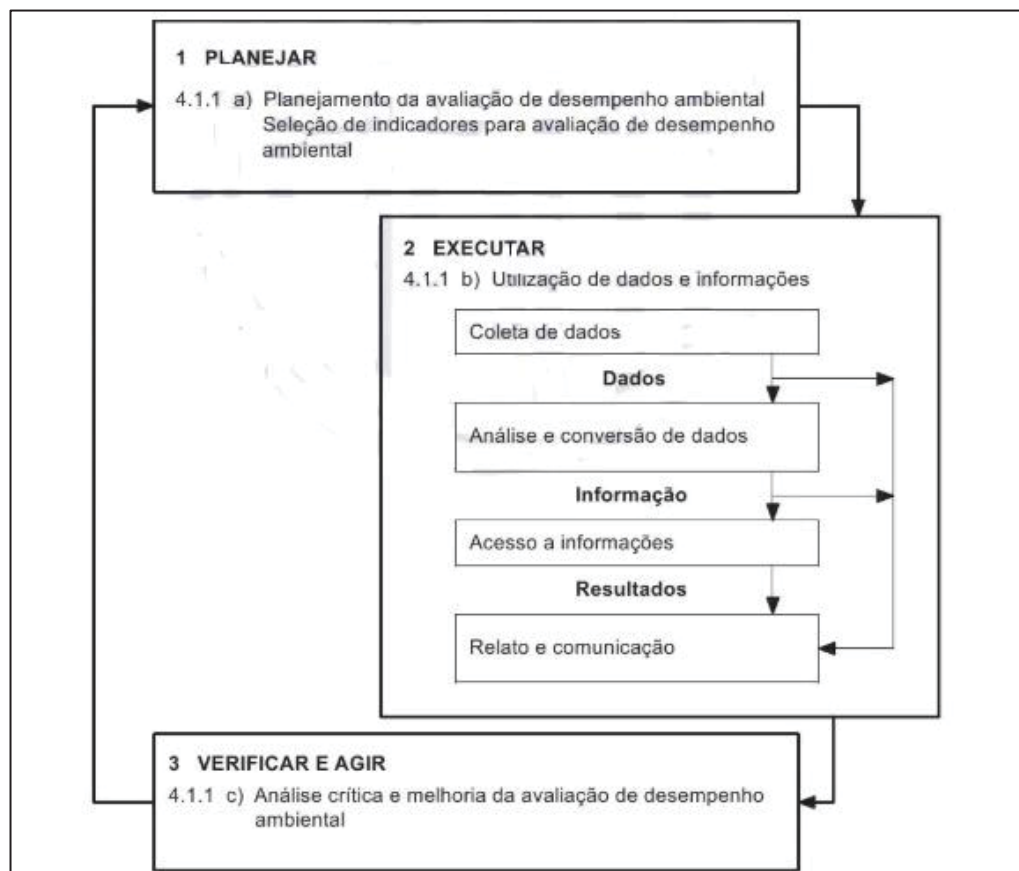 1 PLANEJAR
4.1.1 a) Planejamento da avaliação de desempenho ambiental
Seleção de indicadores para avaliação de desempenho
ambiental
2 EXECUTAR
4.1.1 b) Utilização de dados e informações
Coleta de dados
Dados
Análise e conversão de dados
Informação
Acesso a informações
Resultados
Relato e comunicação
3 VERIFICAR E AGIR
4.1.1 c) Análise crítica e melhoria da avaliação de desempenho
ambiental